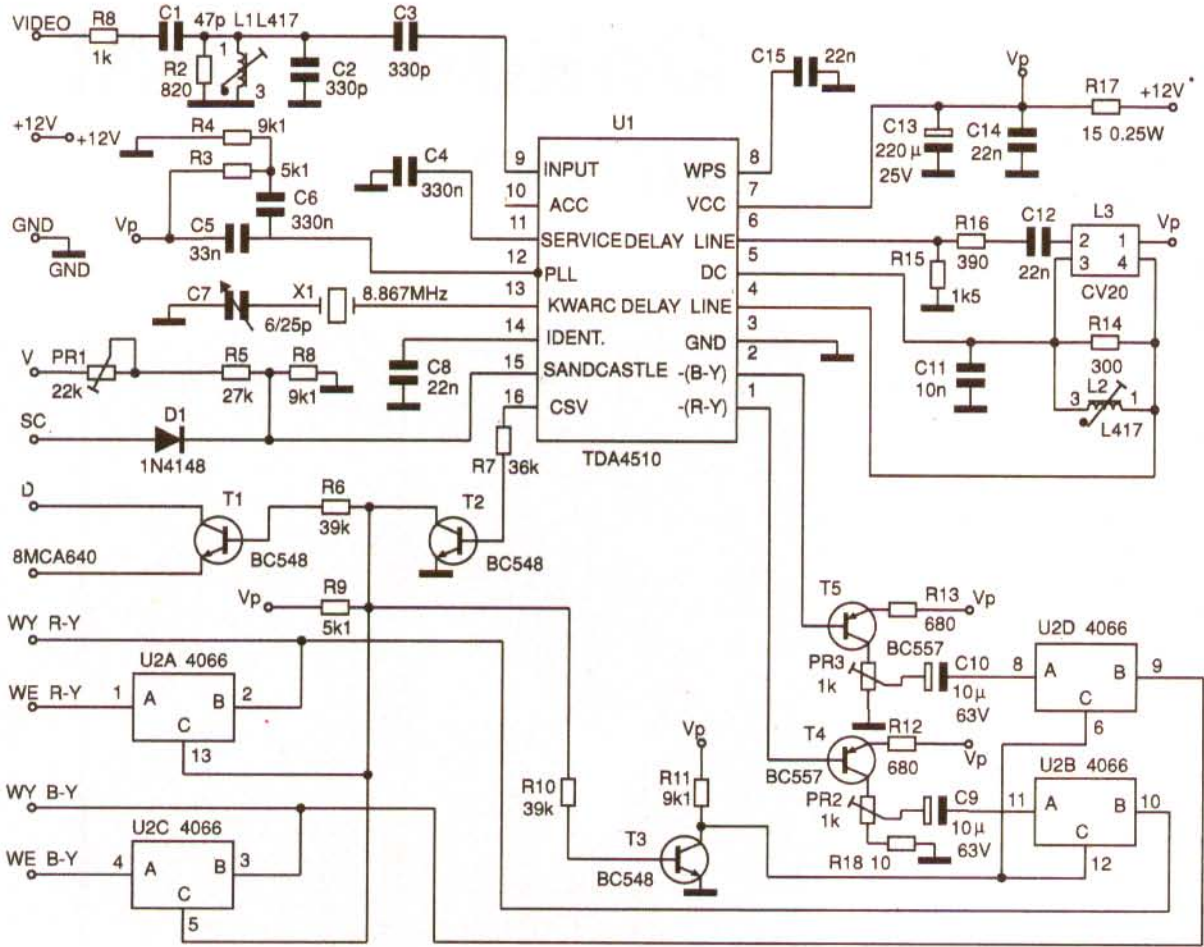 VIDEO
R8
1k
C1
47p
L1 L417
1
3
R2
820
C2
330p
C3
330p
+12V
+12V
R4
9k1
R3
5k1
C6
330n
C4
330n
GND
GND
Vp
C5
33n
C7
6/25p
X1
8.867MHz
C8
22n
V
PR1
22k
R5
27k
R8
9k1
SC
D1
1N4148
U1
9 INPUT
10 ACC
11 SERVICE
12 PLL
13 KWARC
14 IDENT.
15 SANDCASTLE
16 CSV
WPS 8
VCC 7
DELAY LINE 6
DC 5
DELAY LINE 4
GND 3
-(B-Y) 2
-(R-Y) 1
TDA4510
C15
22n
Vp
R17
+12V
15 0.25W
C13
220 µ
25V
C14
22n
R16
390
C12
22n
L3
2 1
3 4
CV20
Vp
R15
1k5
R14
300
C11
10n
L2
3 1
L417
R7
36k
D
T1
BC548
R6
39k
T2
BC548
8MCA640
Vp
R9
5k1
WY R-Y
U2A 4066
WE R-Y
1 A B 2
C
13
WY B-Y
U2C 4066
WE B-Y
4 A B 3
C
5
R10
39k
Vp
R11
9k1
T3
BC548
T5
BC557
R13
680
Vp
PR3
1k
C10
10µ
63V
U2D 4066
8 A B 9
C
6
T4
BC557
R12
680
Vp
PR2
1k
C9
10µ
63V
R18 10
U2B 4066
11 A B 10
C
12